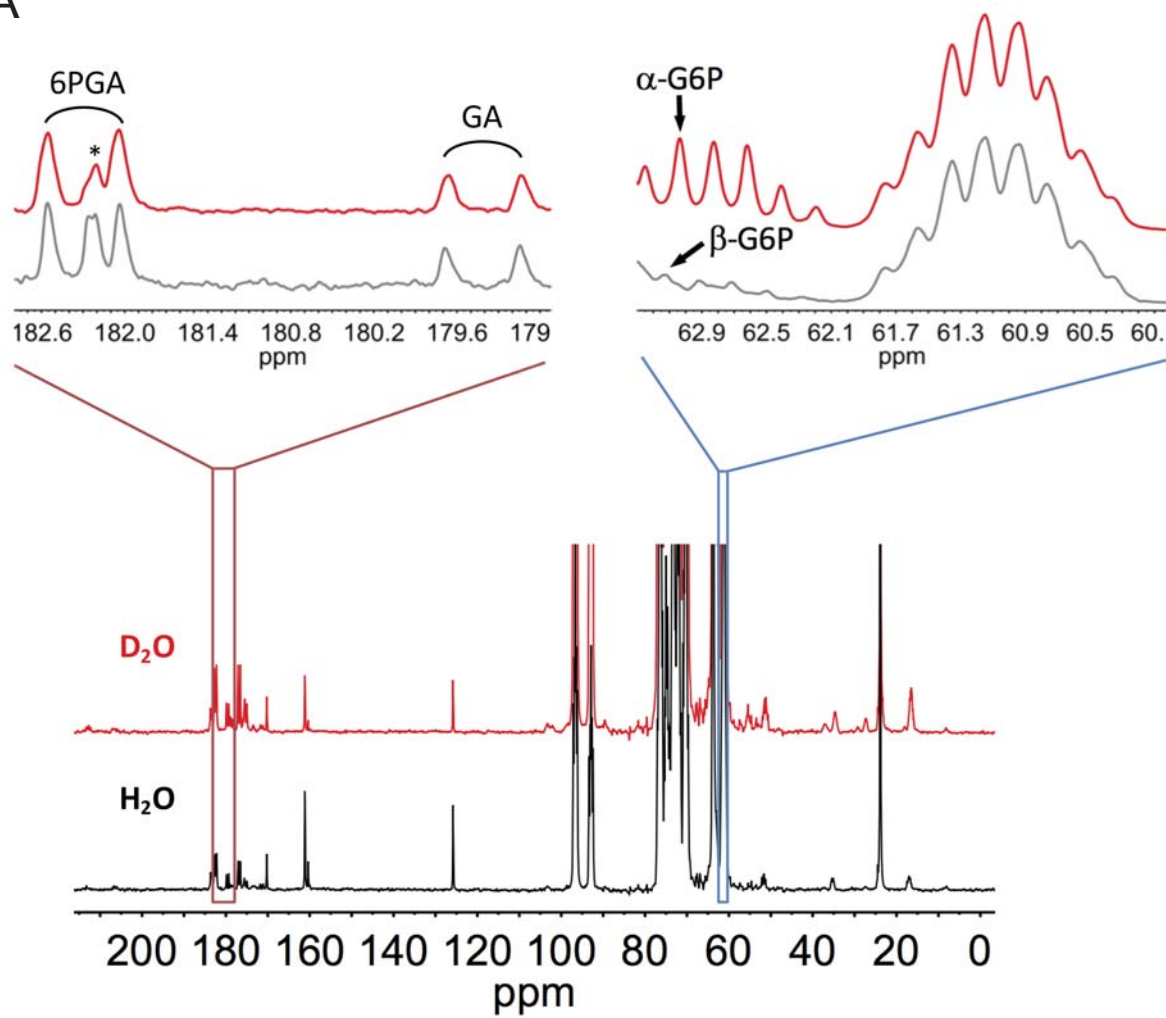 A
6PGA
*
GA
182.6 182.0 181.4 180.8 180.2 179.6 179
ppm
α-G6P
β-G6P
62.9 62.5 62.1 61.7 61.3 60.9 60.5 60.
ppm
D₂O
H₂O
200 180 160 140 120 100 80 60 40 20 0
ppm